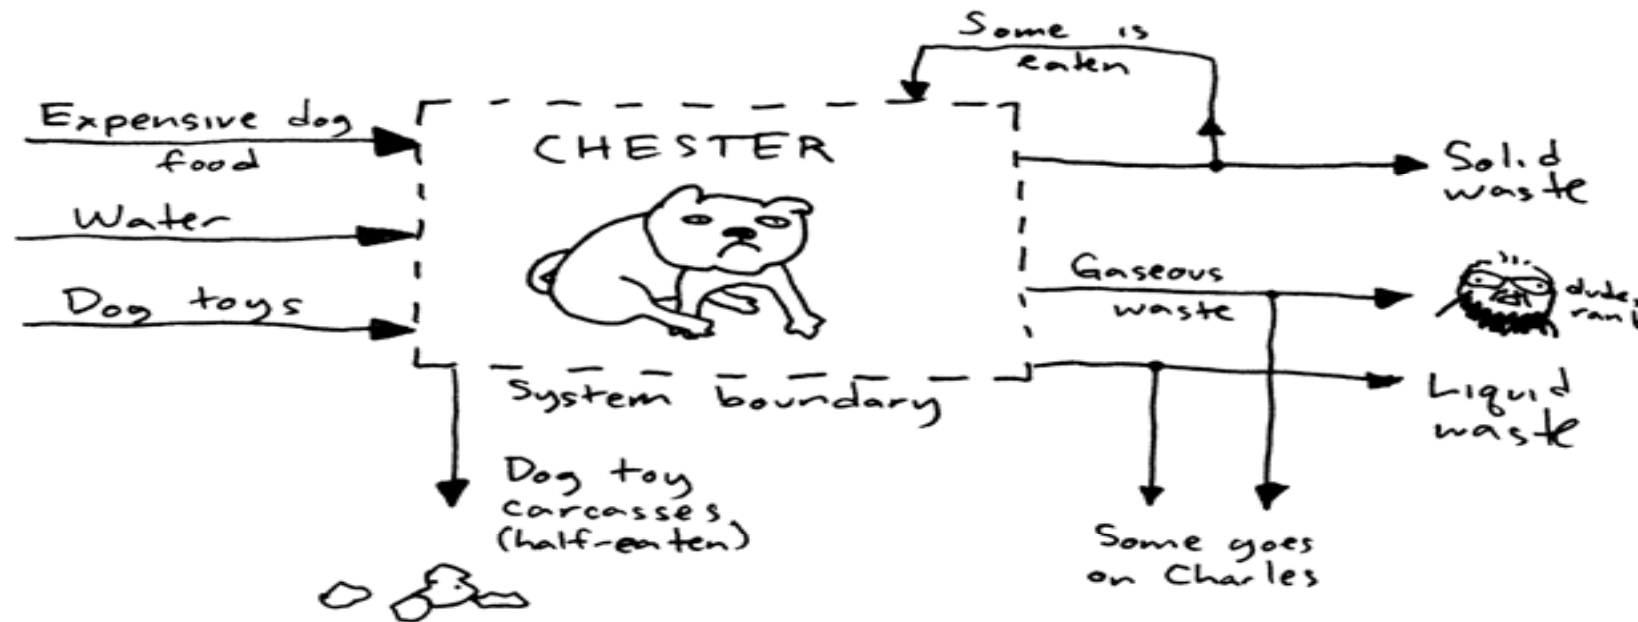 Some is
eaten
Expensive dog
food
CHESTER
Solid
waste
Water
Gaseous
waste
dude,
Dog toys
System boundary
Liquid
waste
Dog toy
carcasses
(half-eaten)
Some goes
on Charles